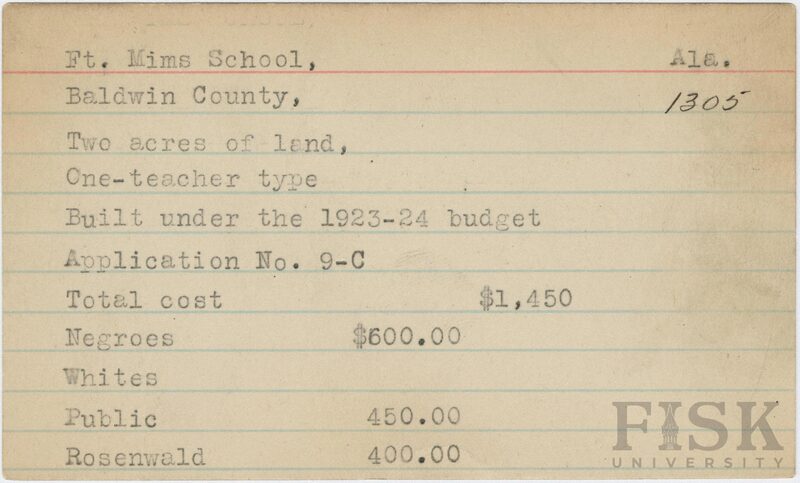 Ft. Mims School, Ala.
Baldwin County, 1305
Two acres of land,
One-teacher type
Built under the 1923-24 budget
Application No. 9-C
Total cost $1,450
Negroes $600.00
Whites
Public 450.00
Rosenwald 400.00
FISK
UNIVERSITY